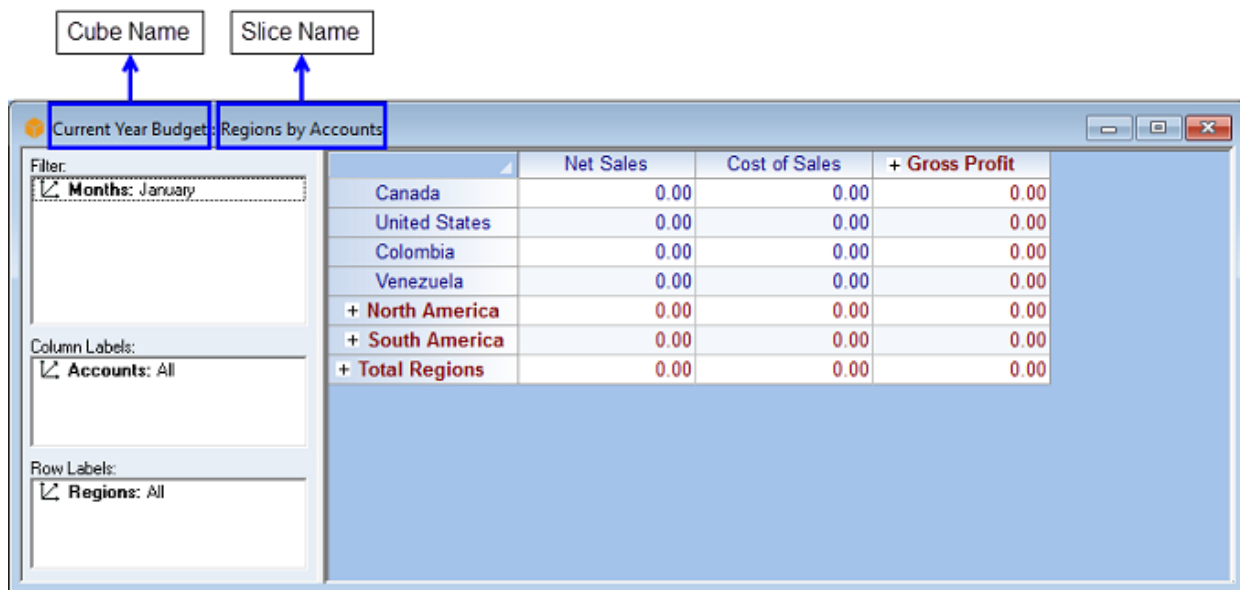 Cube Name Slice Name
Current Year Budget : Regions by Accounts
Filter:
Months: January
Column Labels:
Accounts: All
Row Labels:
Regions: All
Net Sales Cost of Sales + Gross Profit
Canada 0.00 0.00 0.00
United States 0.00 0.00 0.00
Colombia 0.00 0.00 0.00
Venezuela 0.00 0.00 0.00
+ North America 0.00 0.00 0.00
+ South America 0.00 0.00 0.00
+ Total Regions 0.00 0.00 0.00